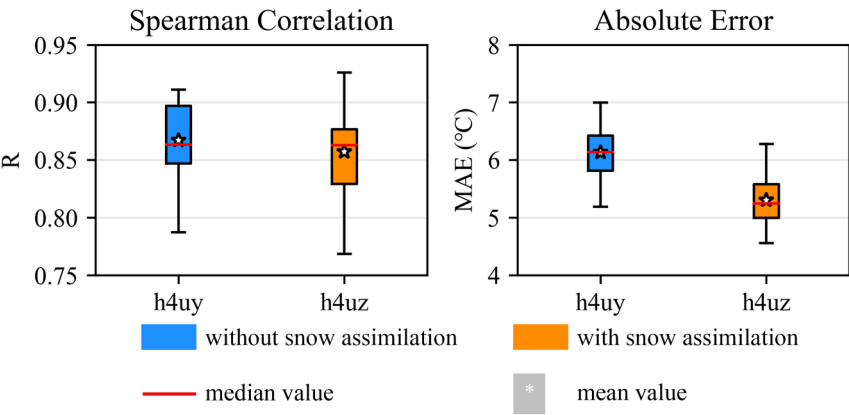 Spearman Correlation
R
0.95
0.90
0.85
0.80
0.75
h4uy
h4uz
Absolute Error
MAE (°C)
8
7
6
5
4
h4uy
h4uz
without snow assimilation
with snow assimilation
median value
* mean value